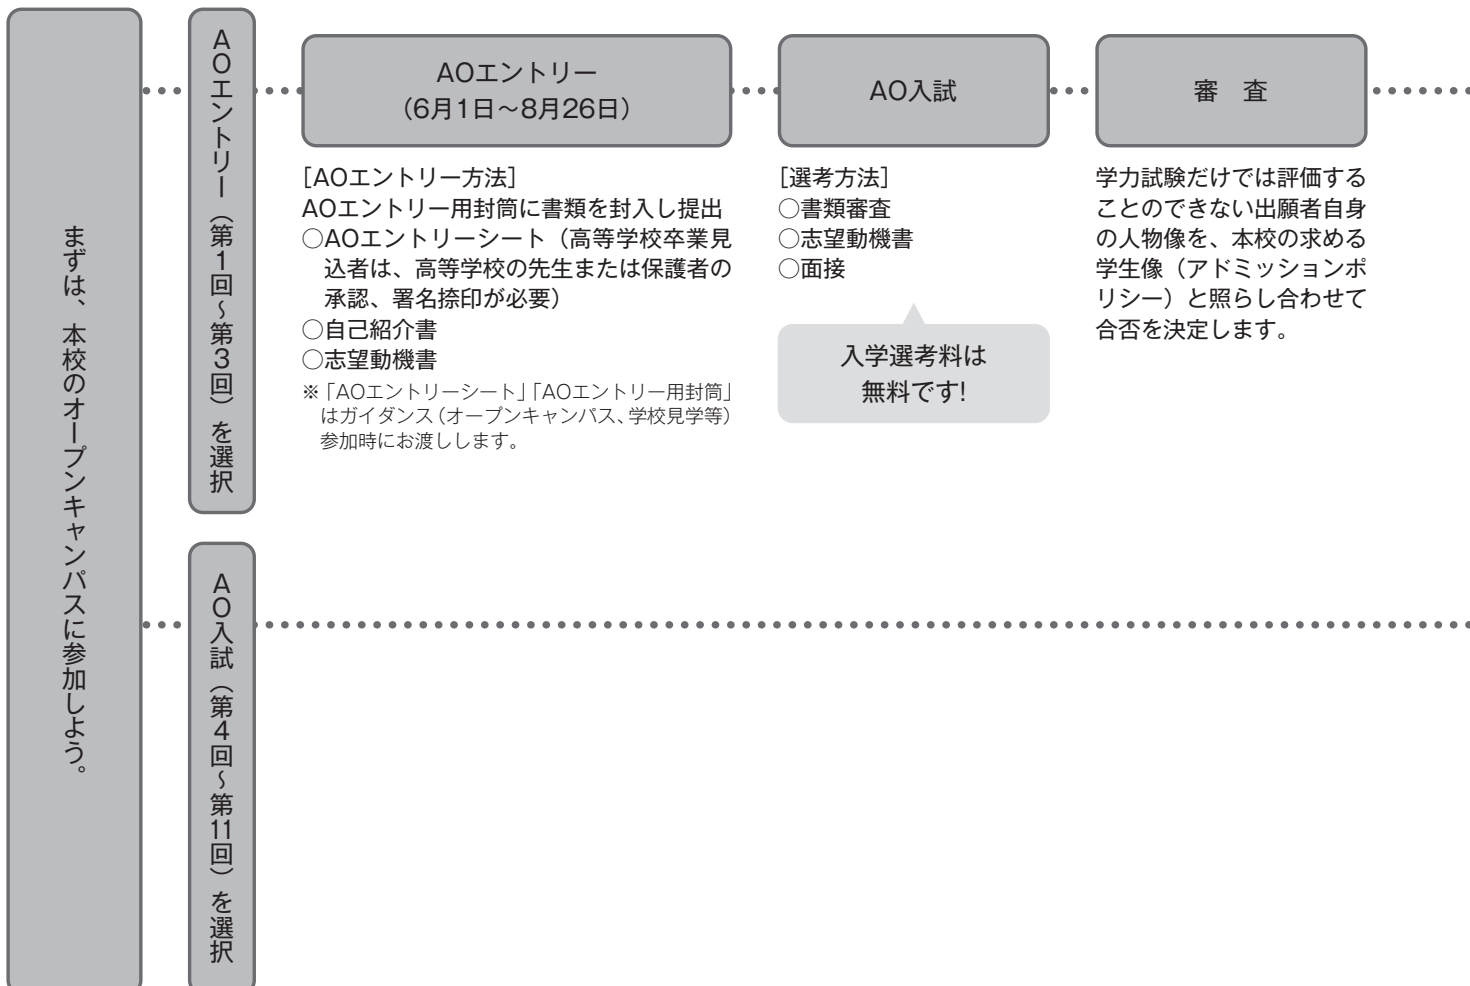 まずは、本校のオープンキャンパスに参加しよう。
AOエントリー（第1回～第3回）を選択
AOエントリー
（6月1日～8月26日）
［AOエントリー方法］
AOエントリー用封筒に書類を封入し提出
○AOエントリーシート（高等学校卒業見
込者は、高等学校の先生または保護者の
承認、署名捺印が必要）
○自己紹介書
○志望動機書
※「AOエントリーシート」「AOエントリー用封筒」
はガイダンス（オープンキャンパス、学校見学等）
参加時にお渡しします。
AO入試
［選考方法］
○書類審査
○志望動機書
○面接
入学選考料は
無料です!
審　査
学力試験だけでは評価する
ことのできない出願者自身
の人物像を、本校の求める
学生像（アドミッションポ
リシー）と照らし合わせて
合否を決定します。
AO入試（第4回～第11回）を選択